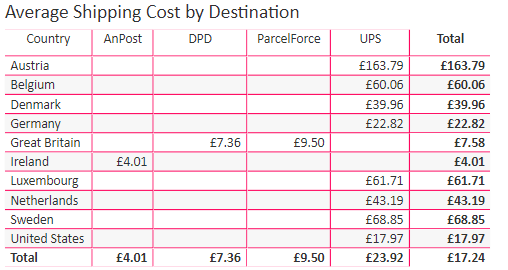 Average Shipping Cost by Destination
Country AnPost DPD ParcelForce UPS Total
Austria £163.79 £163.79
Belgium £60.06 £60.06
Denmark £39.96 £39.96
Germany £22.82 £22.82
Great Britain £7.36 £9.50 £7.58
Ireland £4.01 £4.01
Luxembourg £61.71 £61.71
Netherlands £43.19 £43.19
Sweden £68.85 £68.85
United States £17.97 £17.97
Total £4.01 £7.36 £9.50 £23.92 £17.24